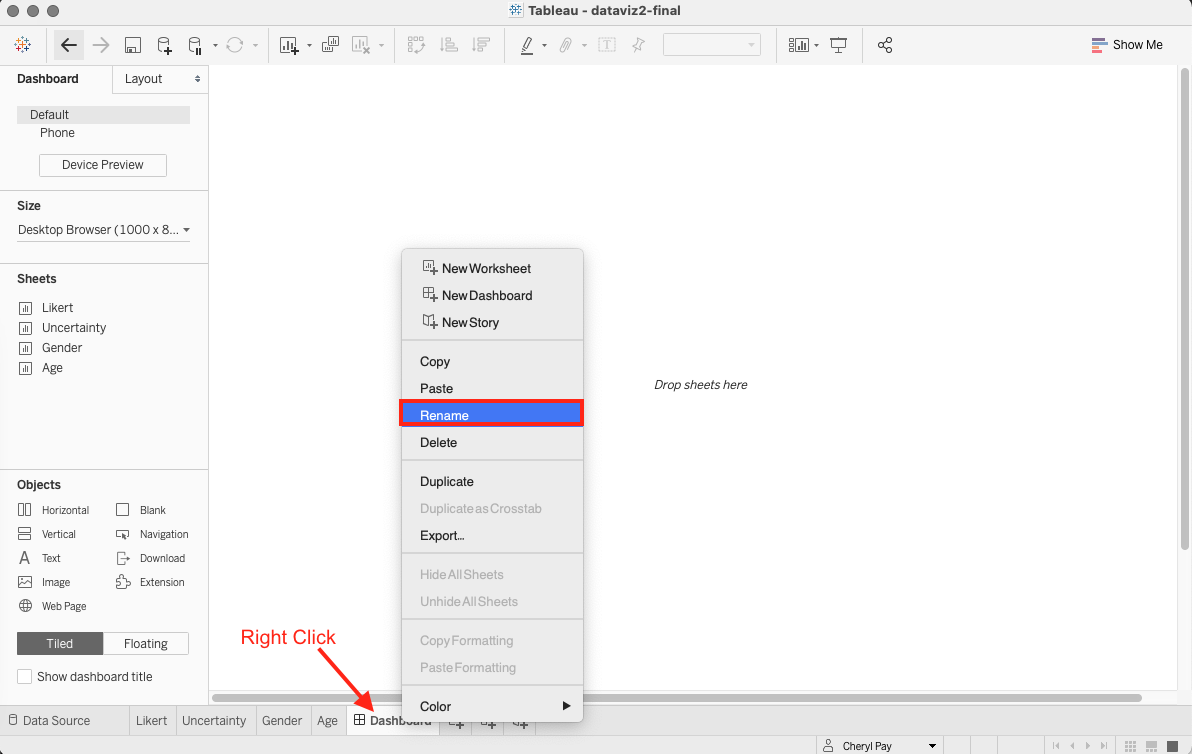 Tableau - dataviz2-final
Show Me
Dashboard
Layout
Default
Phone
Device Preview
Size
Desktop Browser (1000 x 8...
Sheets
Likert
Uncertainty
Gender
Age
Objects
Horizontal
Blank
Vertical
Navigation
A Text
Download
Image
Extension
Web Page
Tiled
Floating
Show dashboard title
Drop sheets here
New Worksheet
New Dashboard
New Story
Copy
Paste
Rename
Delete
Duplicate
Duplicate as Crosstab
Export...
Hide All Sheets
Unhide All Sheets
Copy Formatting
Paste Formatting
Color
Right Click
Data Source
Likert
Uncertainty
Gender
Age
Dashboard
Cheryl Pay